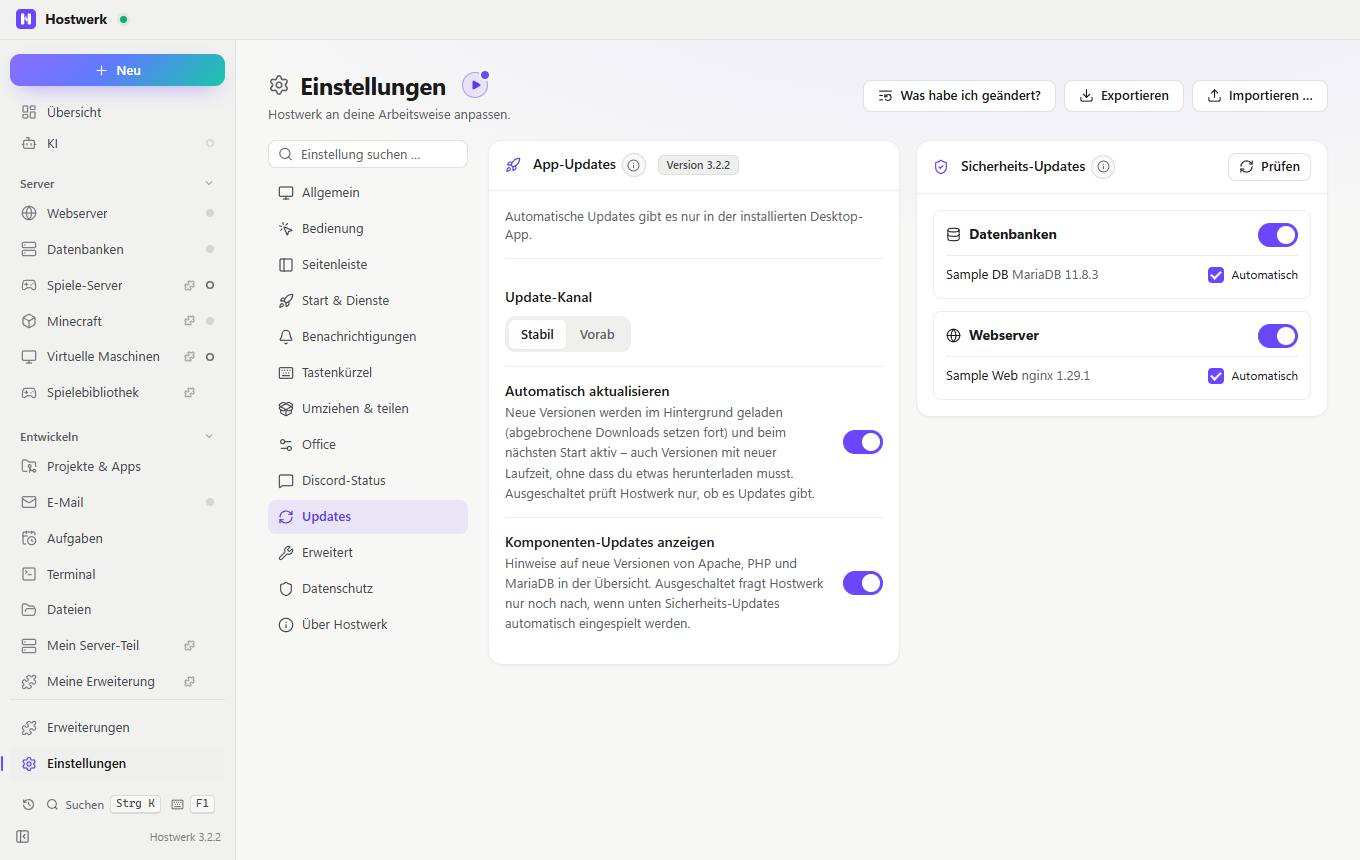 Hostwerk
Neu
Übersicht
KI
Server
Webserver
Datenbanken
Spiele-Server
Minecraft
Virtuelle Maschinen
Spielebibliothek
Entwickeln
Projekte & Apps
E-Mail
Aufgaben
Terminal
Dateien
Mein Server-Teil
Meine Erweiterung
Erweiterungen
Einstellungen
Suchen Strg K F1
Hostwerk 3.2.2
Einstellungen
Hostwerk an deine Arbeitsweise anpassen.
Was habe ich geändert?
Exportieren
Importieren ...
Einstellung suchen ...
Allgemein
Bedienung
Seitenleiste
Start & Dienste
Benachrichtigungen
Tastenkürzel
Umziehen & teilen
Office
Discord-Status
Updates
Erweitert
Datenschutz
Über Hostwerk
App-Updates Version 3.2.2
Automatische Updates gibt es nur in der installierten Desktop-
App.
Update-Kanal
Stabil Vorab
Automatisch aktualisieren
Neue Versionen werden im Hintergrund geladen
(abgebrochene Downloads setzen fort) und beim
nächsten Start aktiv – auch Versionen mit neuer
Laufzeit, ohne dass du etwas herunterladen musst.
Ausgeschaltet prüft Hostwerk nur, ob es Updates gibt.
Komponenten-Updates anzeigen
Hinweise auf neue Versionen von Apache, PHP und
MariaDB in der Übersicht. Ausgeschaltet fragt Hostwerk
nur noch nach, wenn unten Sicherheits-Updates
automatisch eingespielt werden.
Sicherheits-Updates Prüfen
Datenbanken
Sample DB MariaDB 11.8.3 Automatisch
Webserver
Sample Web nginx 1.29.1 Automatisch